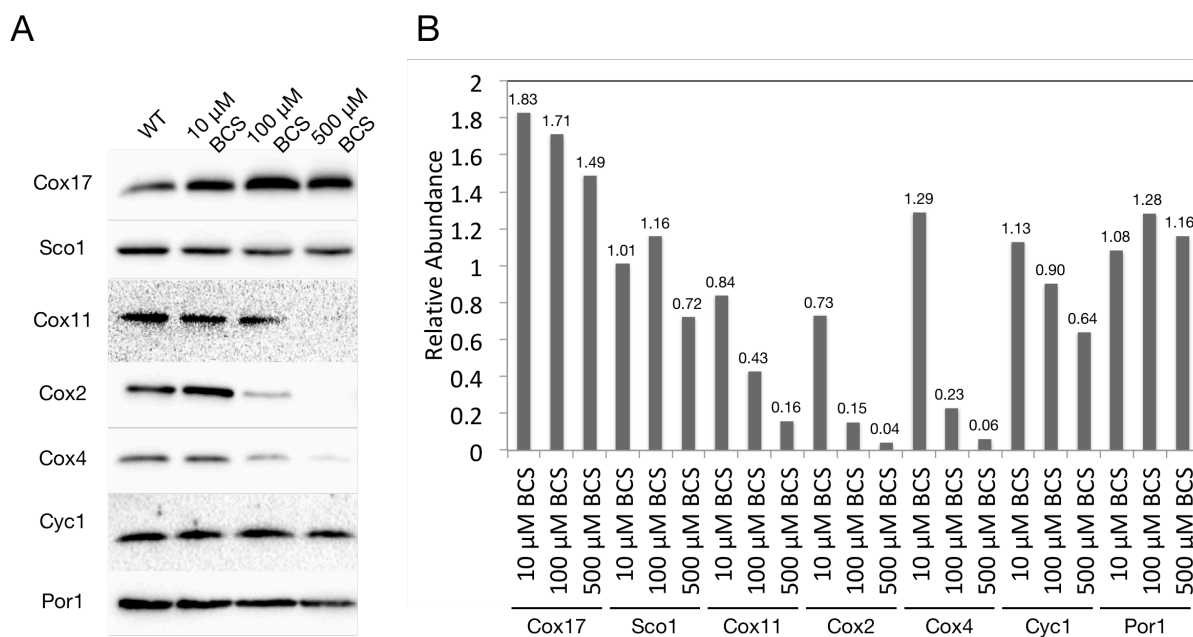 A
WT
10 µM
BCS
100 µM
BCS
500 µM
BCS
Cox17
Sco1
Cox11
Cox2
Cox4
Cyc1
Por1
B
Relative Abundance
2
1.8
1.6
1.4
1.2
1
0.8
0.6
0.4
0.2
0
1.83
1.71
1.49
1.01
1.16
0.72
0.84
0.43
0.16
0.73
0.15
0.04
1.29
0.23
0.06
1.13
0.90
0.64
1.08
1.28
1.16
10 µM BCS
100 µM BCS
500 µM BCS
10 µM BCS
100 µM BCS
500 µM BCS
10 µM BCS
100 µM BCS
500 µM BCS
10 µM BCS
100 µM BCS
500 µM BCS
10 µM BCS
100 µM BCS
500 µM BCS
10 µM BCS
100 µM BCS
500 µM BCS
10 µM BCS
100 µM BCS
500 µM BCS
Cox17
Sco1
Cox11
Cox2
Cox4
Cyc1
Por1